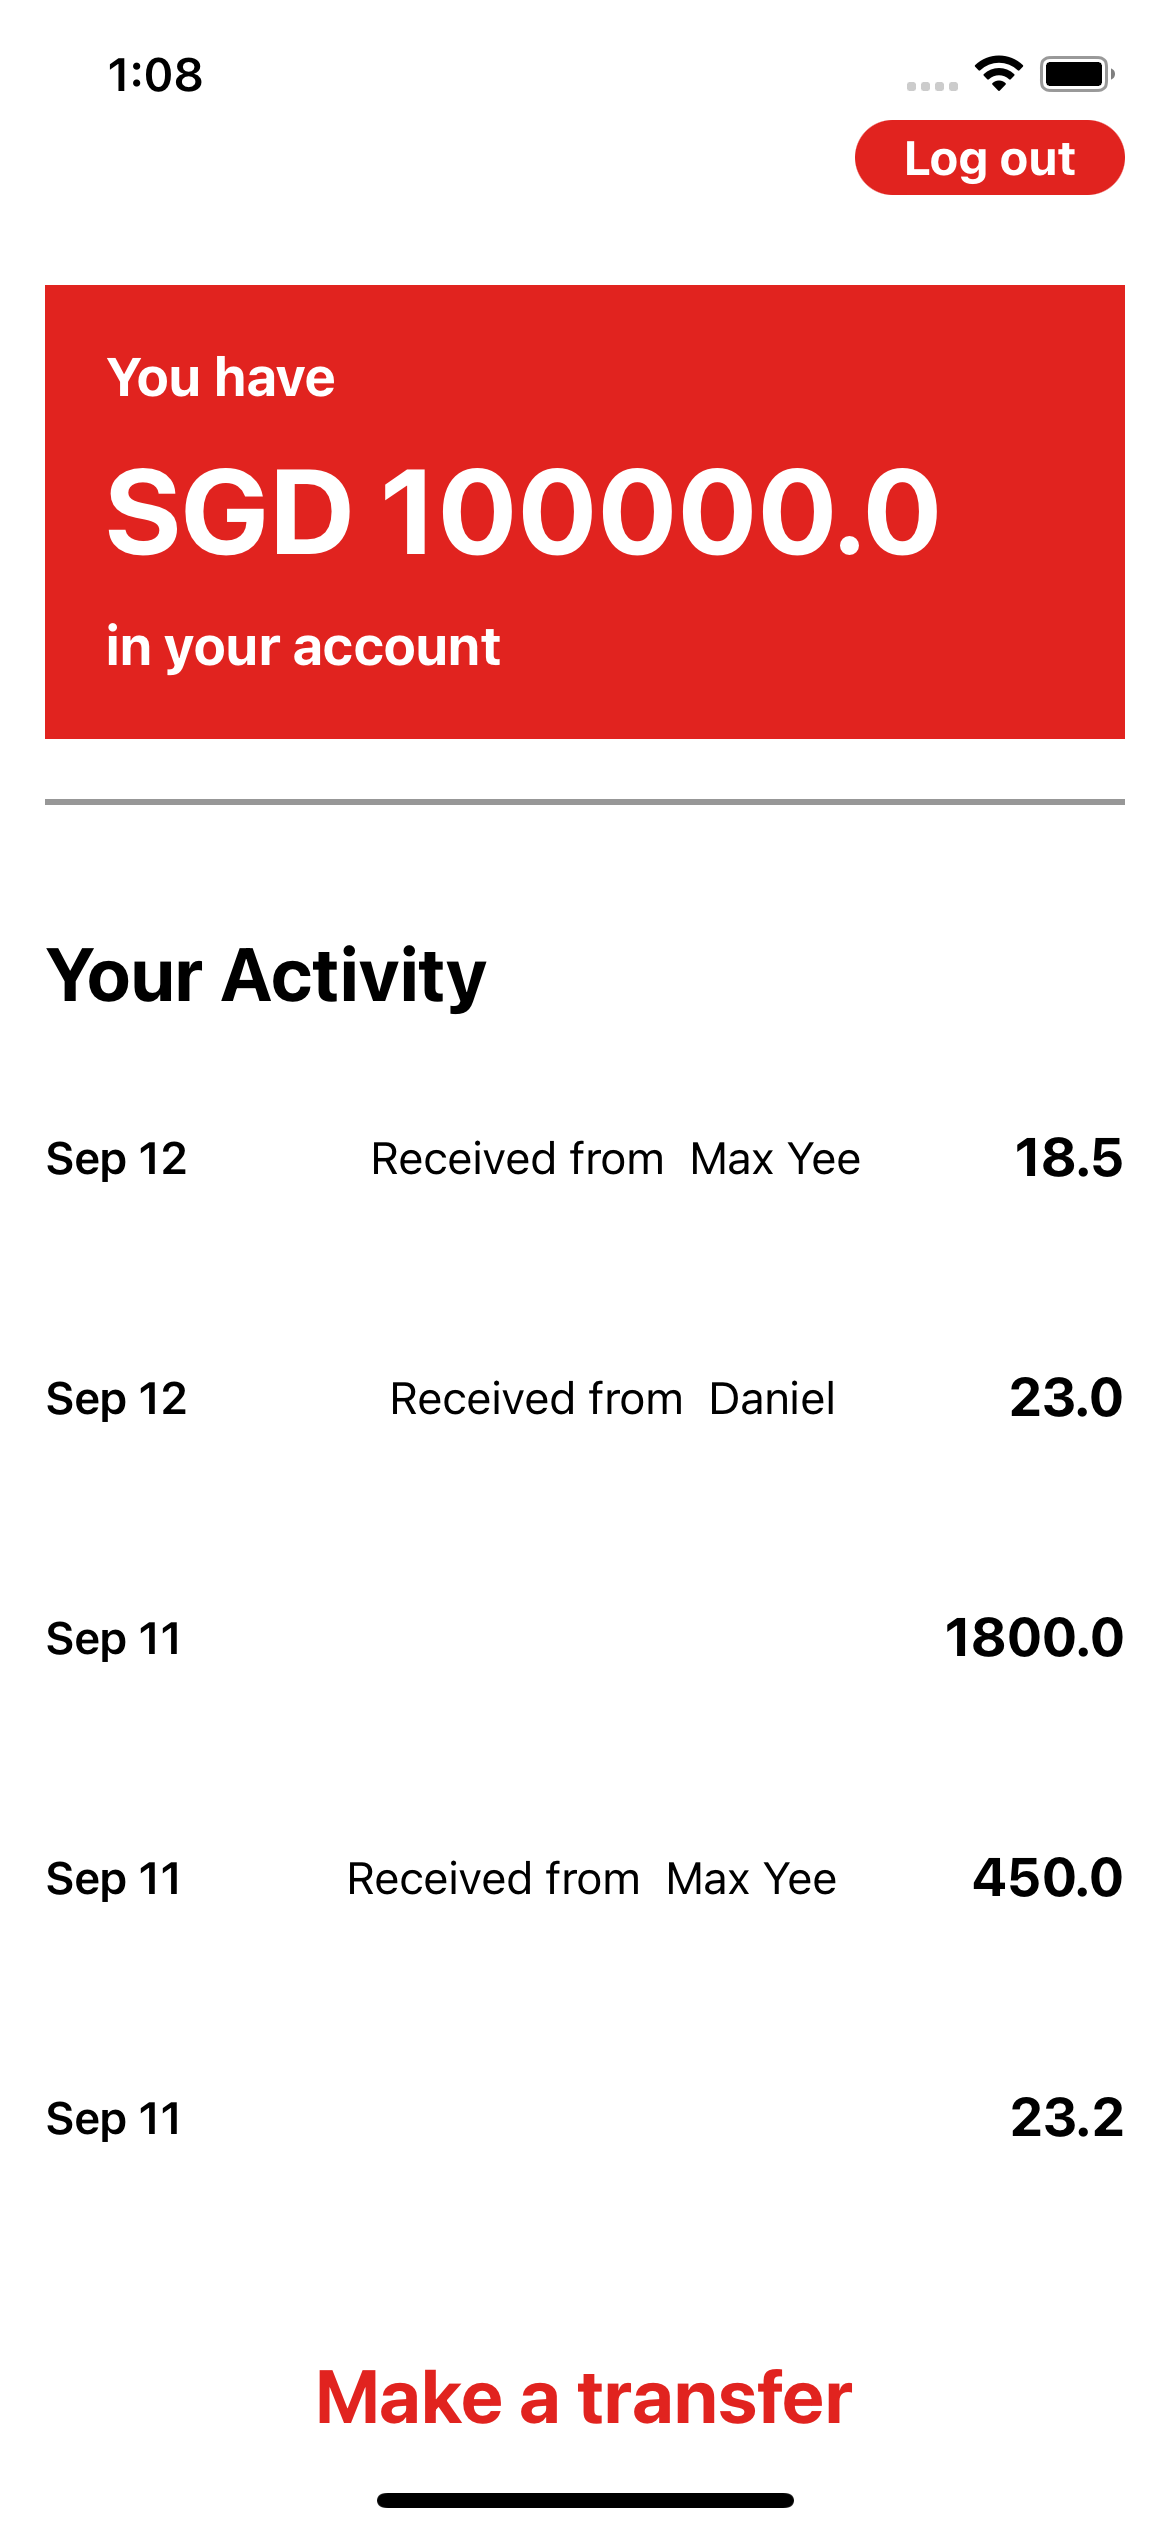 1:08
Log out
You have
SGD 100000.0
in your account
Your Activity
Sep 12 Received from Max Yee 18.5
Sep 12 Received from Daniel 23.0
Sep 11 1800.0
Sep 11 Received from Max Yee 450.0
Sep 11 23.2
Make a transfer